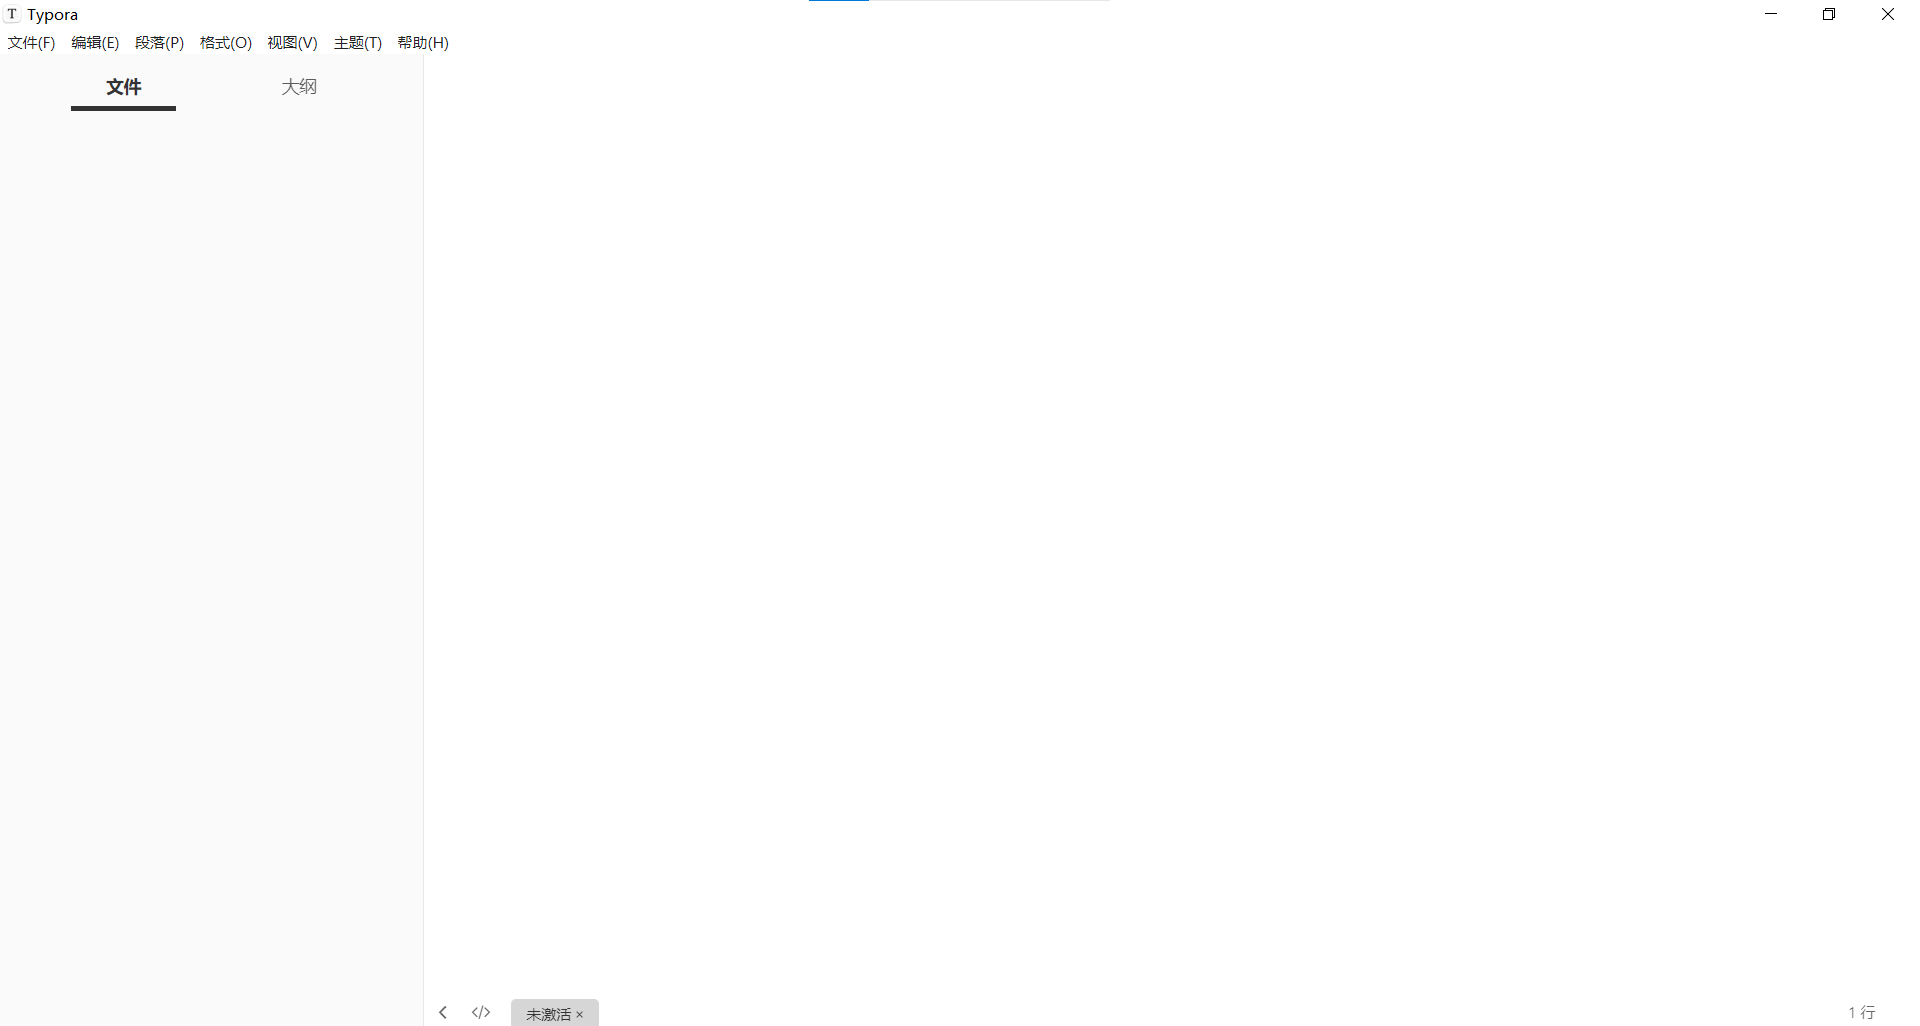 T Typora
文件(F) 编辑(E) 段落(P) 格式(O) 视图(V) 主题(T) 帮助(H)
文件 大纲
</> 未激活 × 1 行